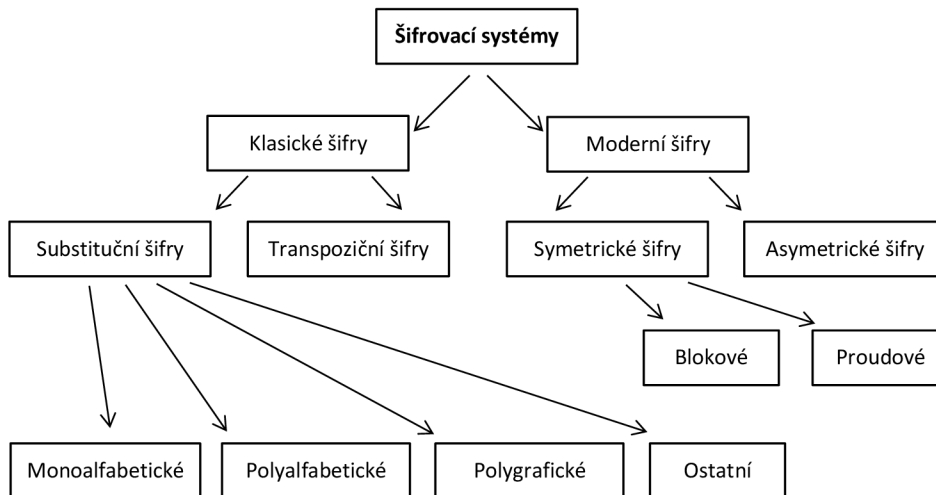 Šifrovací systémy
Klasické šifry
Moderní šifry
Substituční šifry
Transpoziční šifry
Symetrické šifry
Asymetrické šifry
Blokové
Proudové
Monoalfabetické
Polyalfabetické
Polygrafické
Ostatní